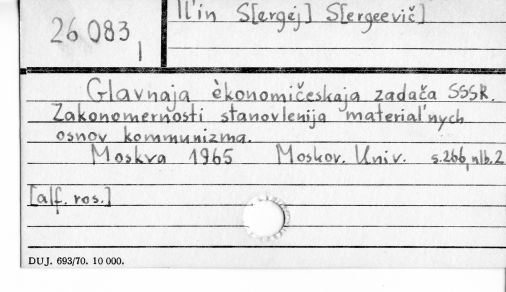 Il'in S[ergej] S[ergeevič]
26 083
I
Glavnaja èkonomičeskaja zadača SSSR.
Zakonomernosti stanovlenija material'nych
osnov kommunizma.
Moskva 1965 Moskov. Univ. s.266, nlb.2
[alf. ros.]
DUJ. 693/70. 10 000.